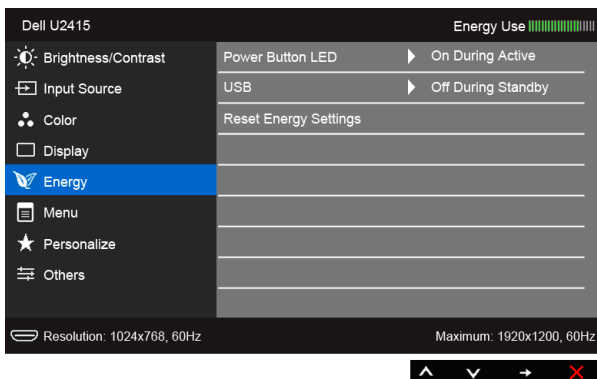 Dell U2415 Energy Use
Brightness/Contrast Power Button LED On During Active
Input Source USB Off During Standby
Color Reset Energy Settings
Display
Energy
Menu
Personalize
Others
Resolution: 1024x768, 60Hz Maximum: 1920x1200, 60Hz